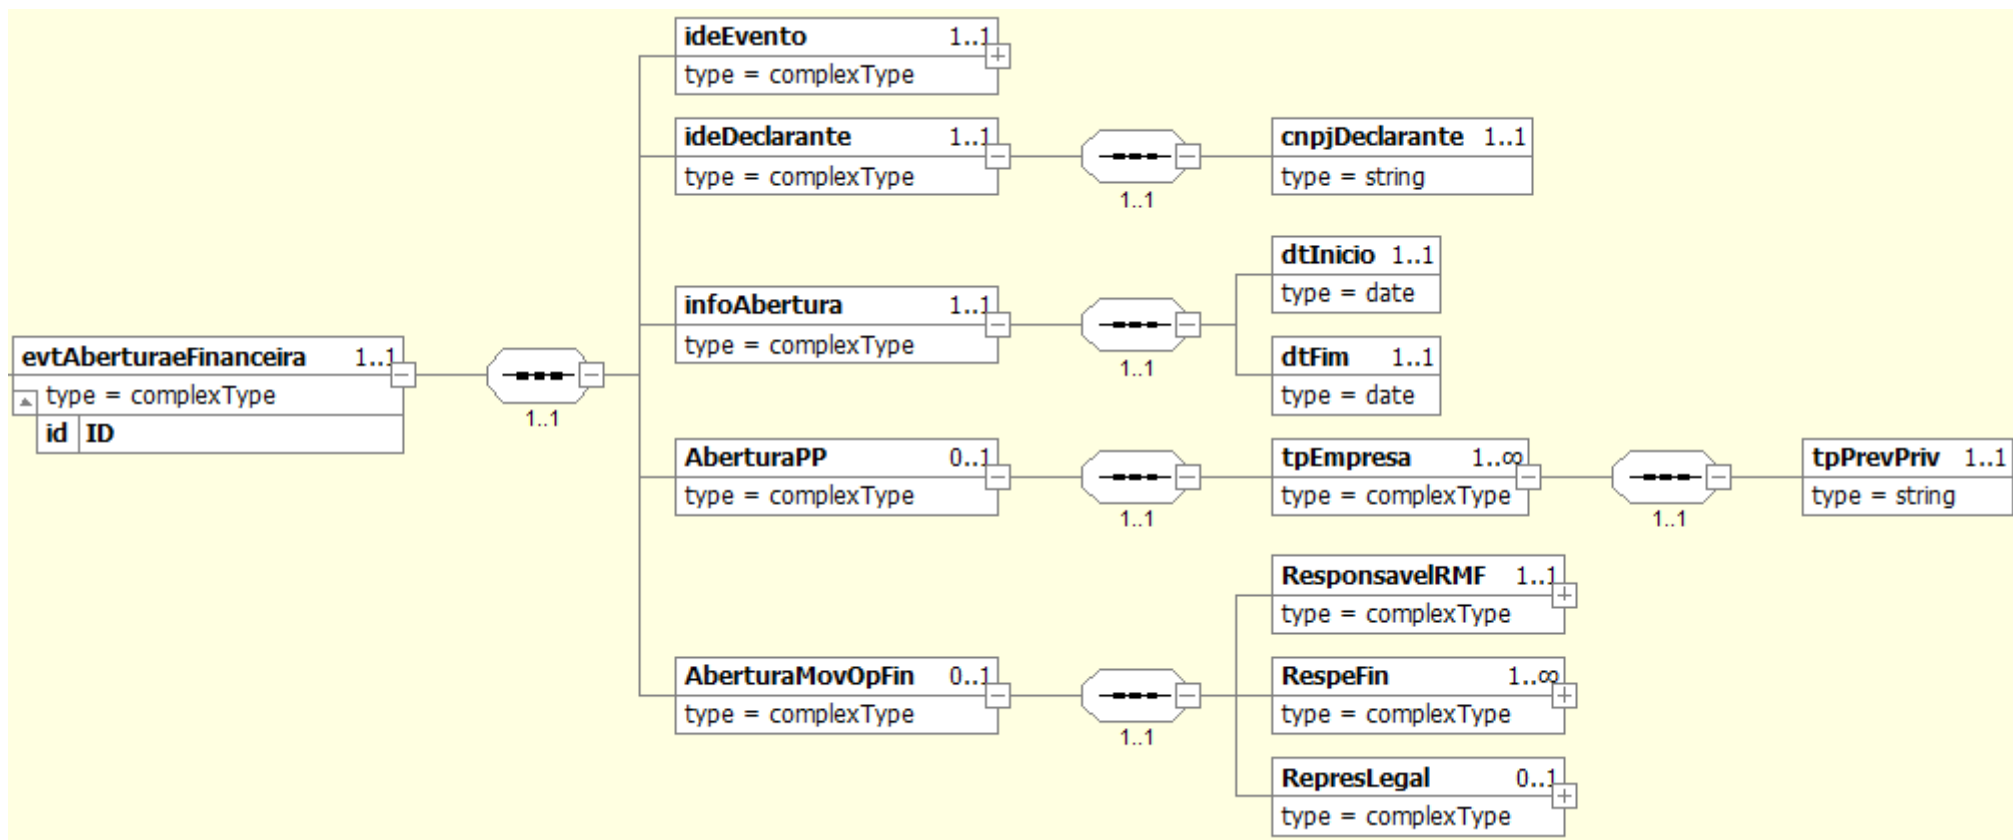 ideEvento 1..1
type = complexType
ideDeclarante 1..1
type = complexType
1..1
cnpjDeclarante 1..1
type = string
infoAbertura 1..1
type = complexType
1..1
dtInicio 1..1
type = date
dtFim 1..1
type = date
evtAberturaeFinanceira 1..1
type = complexType
id ID
1..1
AberturaPP 0..1
type = complexType
1..1
tpEmpresa 1..∞
type = complexType
1..1
tpPrevPriv 1..1
type = string
AberturaMovOpFin 0..1
type = complexType
1..1
ResponsavelRMF 1..1
type = complexType
RespeFin 1..∞
type = complexType
RepresLegal 0..1
type = complexType